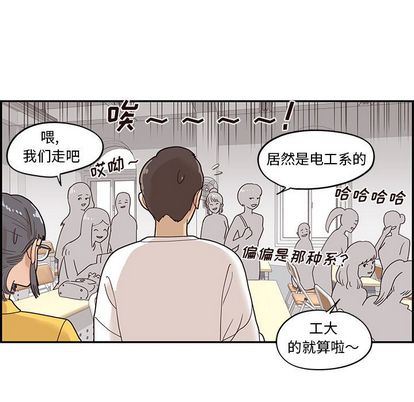 唉～～～～！
喂，
我们走吧
哎呦～
居然是电工系的
哈哈哈哈
偏偏是那种系？
工大
的就算啦～